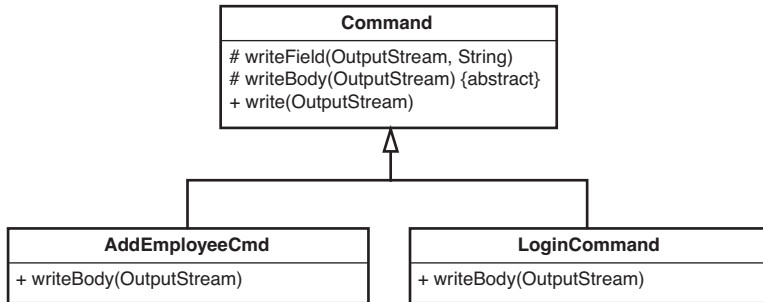 Command
# writeField(OutputStream, String)
# writeBody(OutputStream) {abstract}
+ write(OutputStream)
AddEmployeeCmd
+ writeBody(OutputStream)
LoginCommand
+ writeBody(OutputStream)